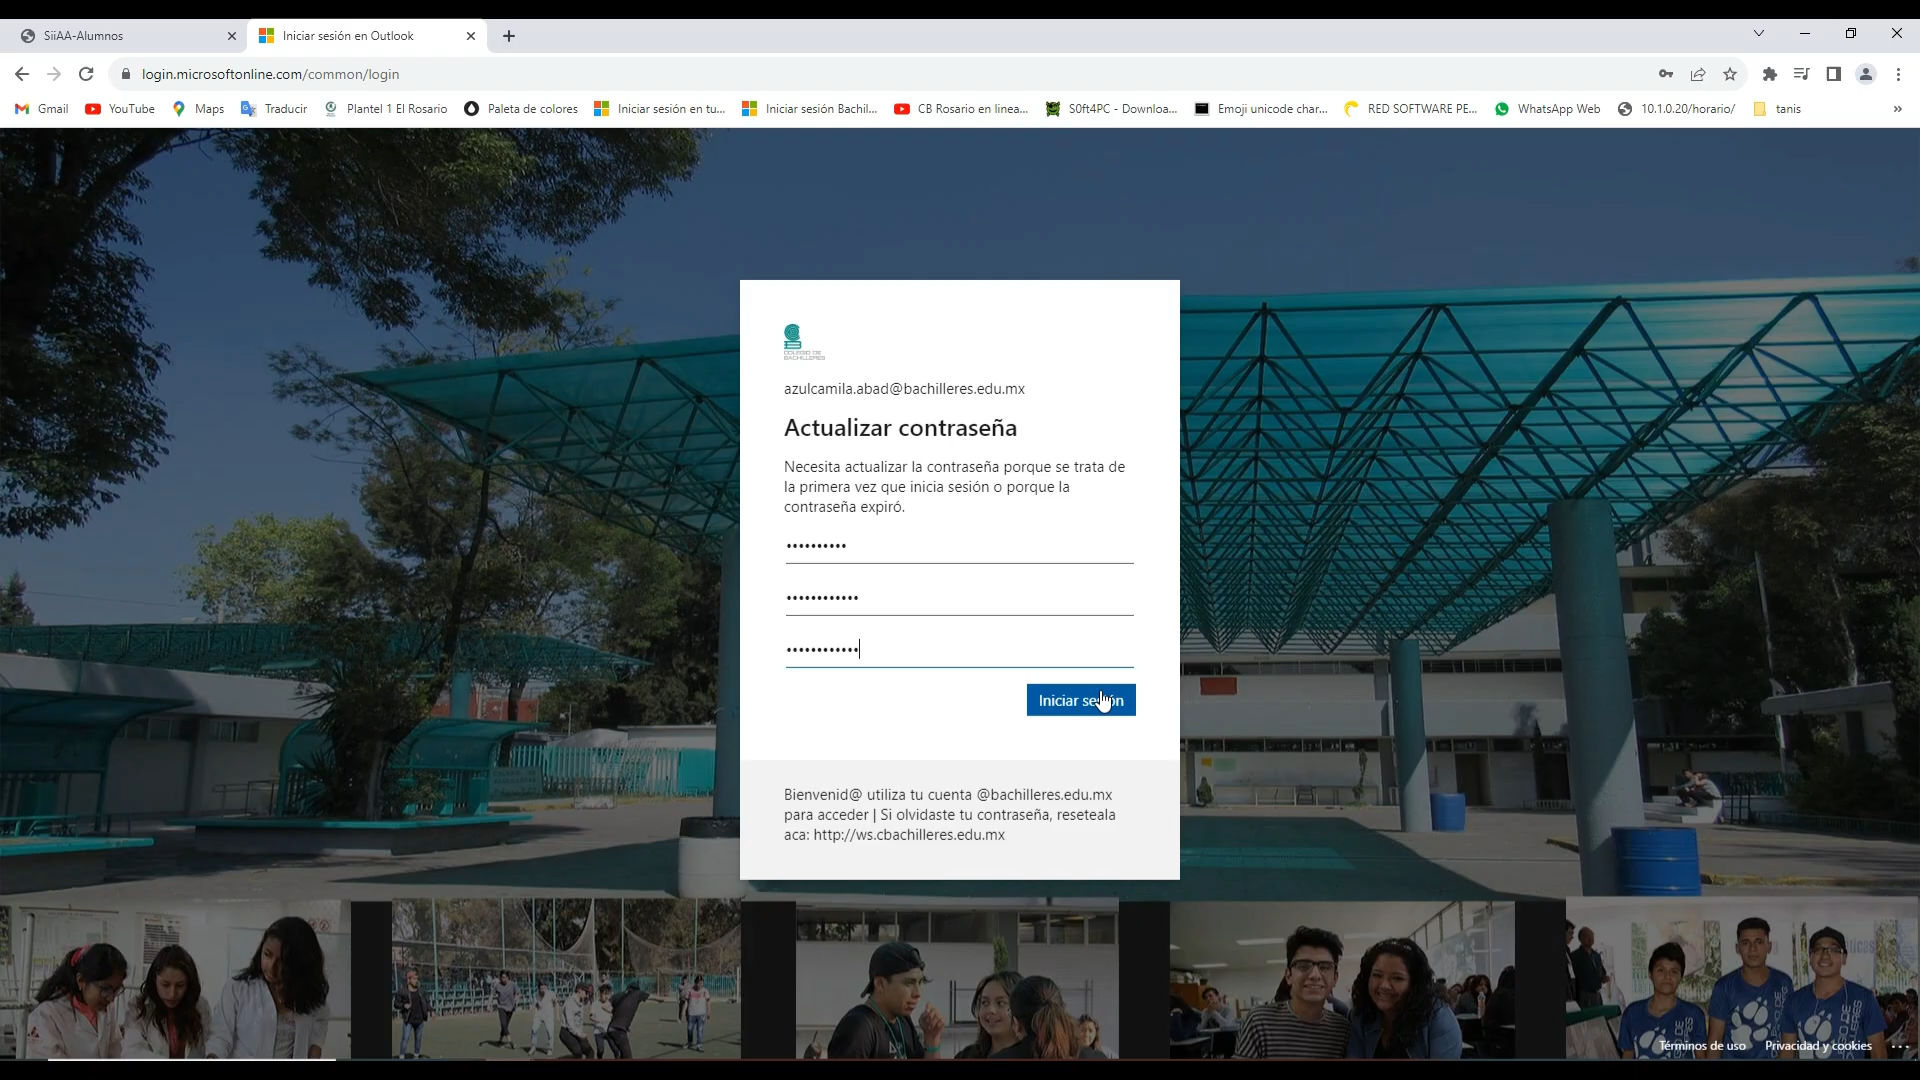 SiiAA-Alumnos
Iniciar sesión en Outlook
login.microsoftonline.com/common/login
Gmail
YouTube
Maps
Traducir
Plantel 1 El Rosario
Paleta de colores
Iniciar sesión en tu...
Iniciar sesión Bachil...
CB Rosario en linea...
S0ft4PC - Downloa...
Emoji unicode char...
RED SOFTWARE PE...
WhatsApp Web
10.1.0.20/horario/
tanis
COLEGIO DE
BACHILLERES
azulcamila.abad@bachilleres.edu.mx
Actualizar contraseña
Necesita actualizar la contraseña porque se trata de
la primera vez que inicia sesión o porque la
contraseña expiró.
Iniciar sesión
Bienvenid@ utiliza tu cuenta @bachilleres.edu.mx
para acceder | Si olvidaste tu contraseña, reseteala
aca: http://ws.cbachilleres.edu.mx
Términos de uso
Privacidad y cookies